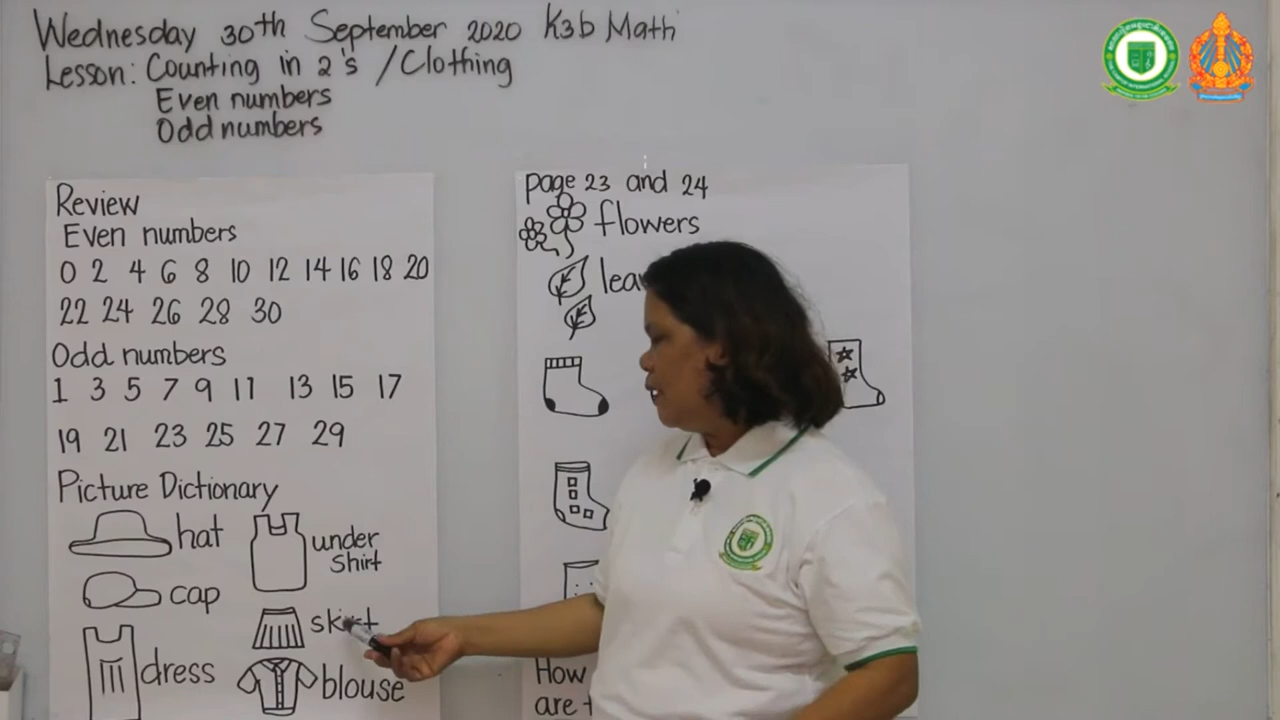 Wednesday 30th September 2020 K3b Math
Lesson: Counting in 2's / Clothing
Even numbers
Odd numbers
Review
Even numbers
0 2 4 6 8 10 12 14 16 18 20
22 24 26 28 30
Odd numbers
1 3 5 7 9 11 13 15 17
19 21 23 25 27 29
Picture Dictionary
hat
under
shirt
cap
skirt
dress
blouse
page 23 and 24
flowers
How
are